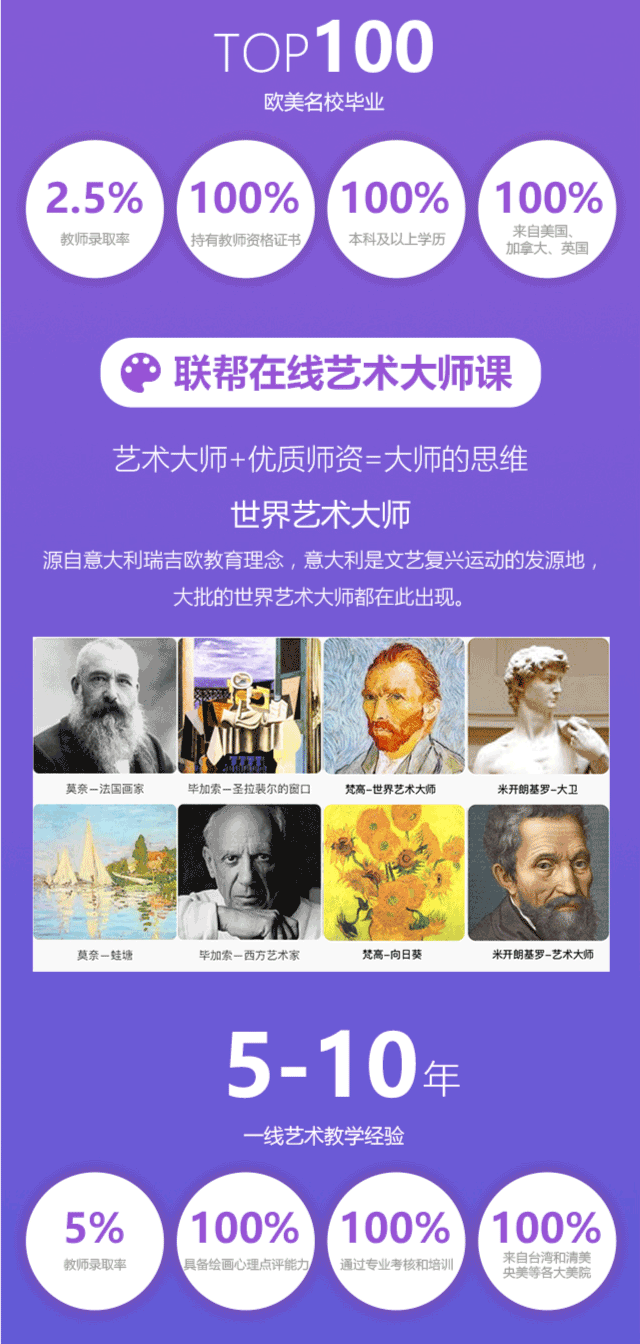 TOP100
欧美名校毕业
2.5%
教师录取率
100%
持有教师资格证书
100%
本科及以上学历
100%
来自美国、
加拿大、英国
联帮在线艺术大师课
艺术大师+优质师资=大师的思维
世界艺术大师
源自意大利瑞吉欧教育理念，意大利是文艺复兴运动的发源地，
大批的世界艺术大师都在此出现。
莫奈—法国画家
毕加索—圣拉裴尔的窗口
梵高–世界艺术大师
米开朗基罗–大卫
莫奈—蛙塘
毕加索—西方艺术家
梵高–向日葵
米开朗基罗–艺术大师
5-10年
一线艺术教学经验
5%
教师录取率
100%
具备绘画心理点评能力
100%
通过专业考核和培训
100%
来自台湾和清美
央美等各大美院